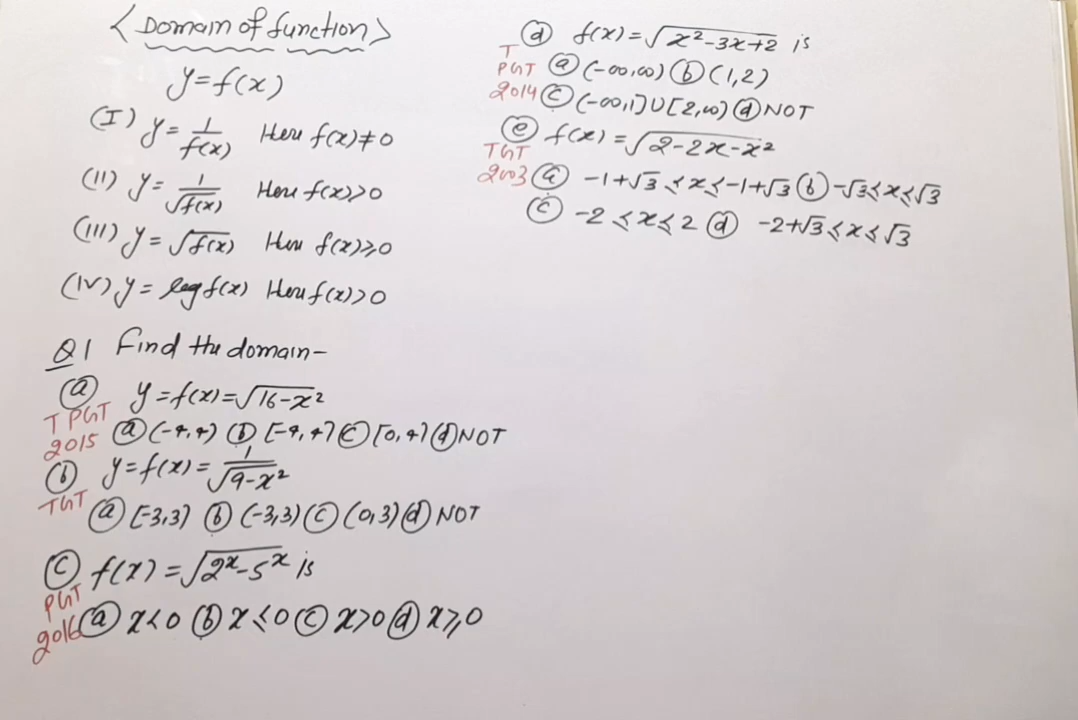 < Domain of function >
y=f(x)
(I) y = 1/f(x) Here f(x)≠0
(II) y = 1/√f(x) Here f(x)>0
(III) y = √f(x) Here f(x)≥0
(IV) y = log f(x) Here f(x)>0
Q1 Find the domain-
(a) y=f(x)=√16-x²
T PGT
2015 (a) (-4,4) (b) [-4,4] (c) [0,4] (d) NOT
(b) y=f(x)= 1/√9-x²
TGT
(a) [-3,3] (b) (-3,3) (c) (0,3) (d) NOT
(c) f(x)=√2^x-5^x is
PGT
2016 (a) x<0 (b) x≤0 (c) x>0 (d) x≥0
(d) f(x)=√x²-3x+2 is
T
PGT (a) (-∞,∞) (b) (1,2)
2014 (c) (-∞,1]∪[2,∞) (d) NOT
(e) f(x)=√2-2x-x²
TGT
2003 (a) -1+√3 ≤x≤-1+√3 (b) -√3≤x≤√3
(c) -2≤x≤2 (d) -2+√3≤x≤√3